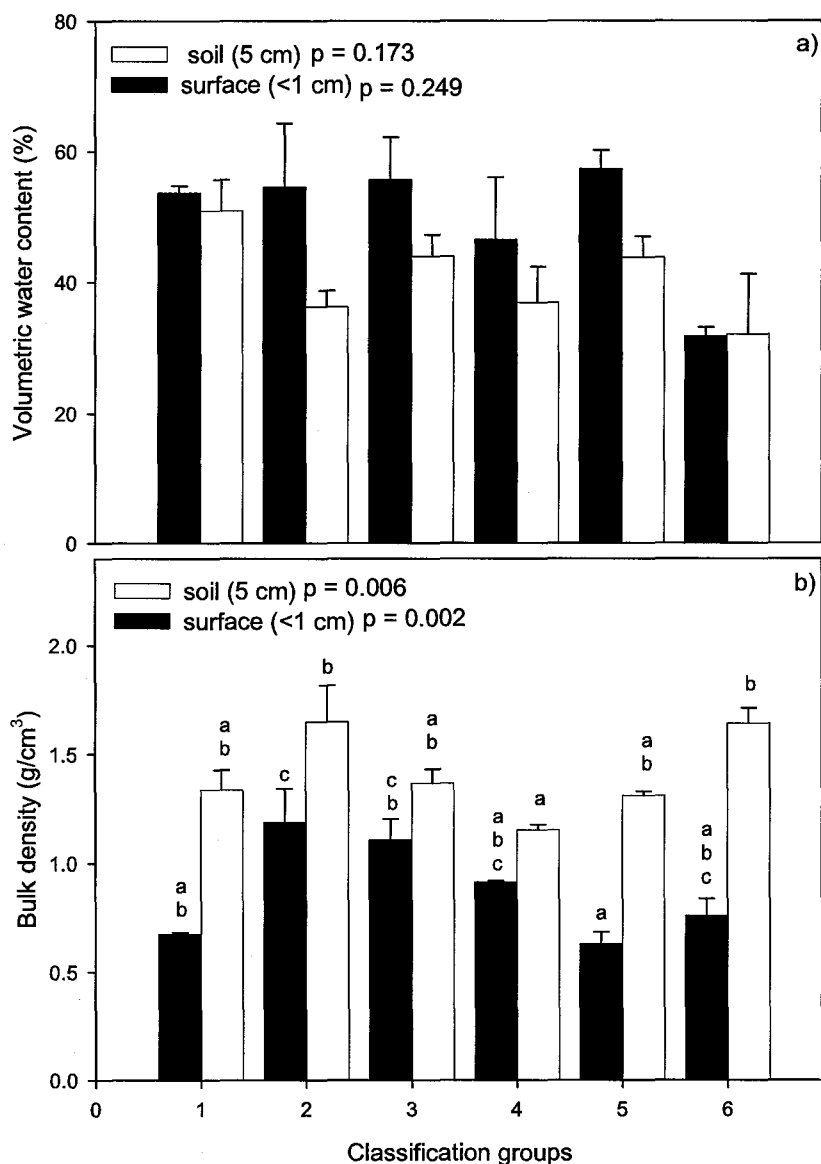 80
60
40
20
0
Volumetric water content (%)
soil (5 cm) p = 0.173
surface (<1 cm) p = 0.249
a)
2.0
1.5
1.0
0.5
0.0
Bulk density (g/cm³)
soil (5 cm) p = 0.006
surface (<1 cm) p = 0.002
b)
a
b
a
b
c
b
c
b
a
b
a
b
c
a
a
a
b
a
b
c
b
0 1 2 3 4 5 6
Classification groups